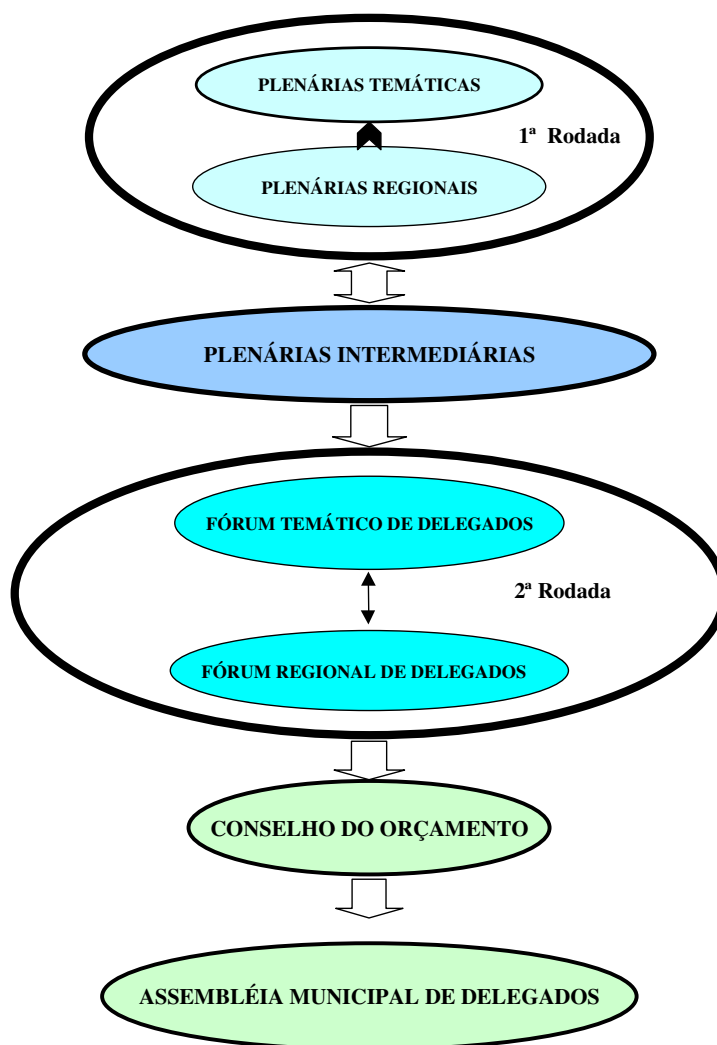 PLENÁRIAS TEMÁTICAS
1ª Rodada
PLENÁRIAS REGIONAIS
PLENÁRIAS INTERMEDIÁRIAS
FÓRUM TEMÁTICO DE DELEGADOS
2ª Rodada
FÓRUM REGIONAL DE DELEGADOS
CONSELHO DO ORÇAMENTO
ASSEMBLÉIA MUNICIPAL DE DELEGADOS